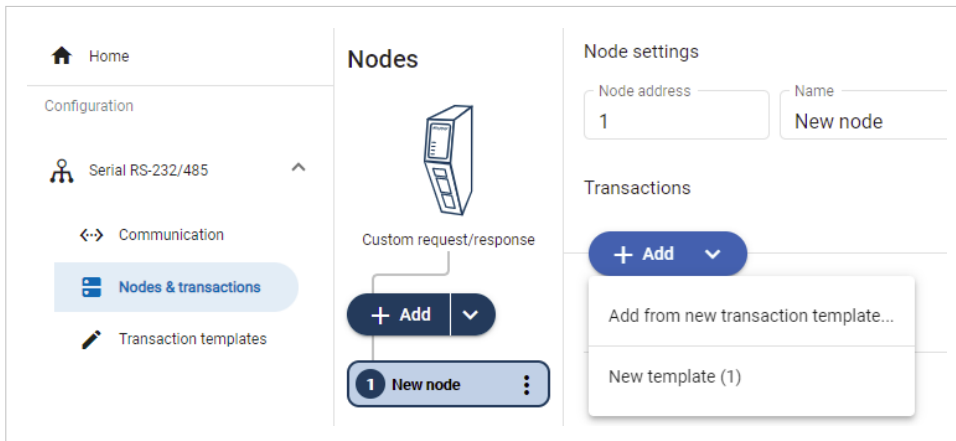 Home
Configuration
Serial RS-232/485
Communication
Nodes & transactions
Transaction templates
Nodes
Custom request/response
+ Add
1 New node
Node settings
Node address
1
Name
New node
Transactions
+ Add
Add from new transaction template...
New template (1)